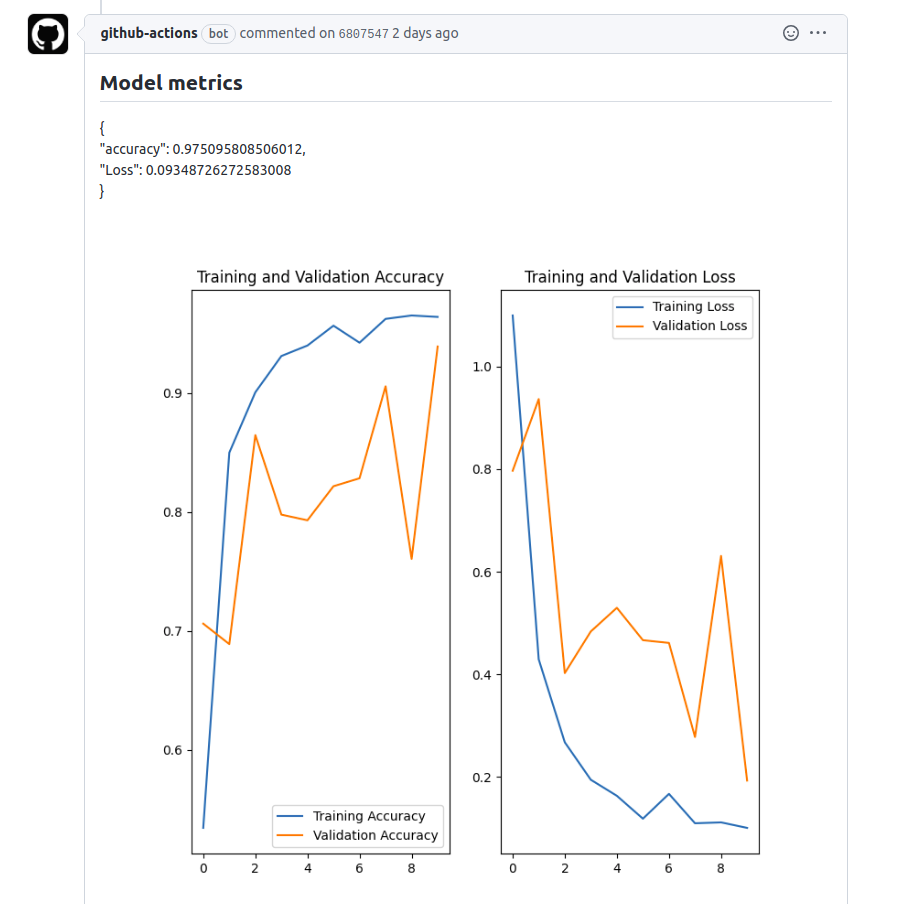 github-actions bot commented on 6807547 2 days ago
Model metrics
{
"accuracy": 0.975095808506012,
"Loss": 0.09348726272583008
}
Training and Validation Accuracy
0.9
0.8
0.7
0.6
Training Accuracy
Validation Accuracy
0 2 4 6 8
Training and Validation Loss
Training Loss
Validation Loss
1.0
0.8
0.6
0.4
0.2
0 2 4 6 8